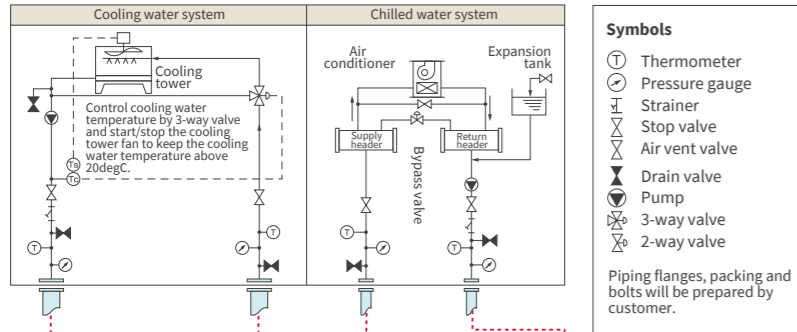 Cooling water system
Chilled water system
Cooling
tower
Control cooling water
temperature by 3-way valve
and start/stop the cooling
tower fan to keep the cooling
water temperature above
20degC.
Ts
Tc
T
T
Air
conditioner
Expansion
tank
Supply
header
Return
header
Bypass valve
T
T
Symbols
T Thermometer
Pressure gauge
Strainer
Stop valve
Air vent valve
Drain valve
Pump
3-way valve
2-way valve
Piping flanges, packing and
bolts will be prepared by
customer.